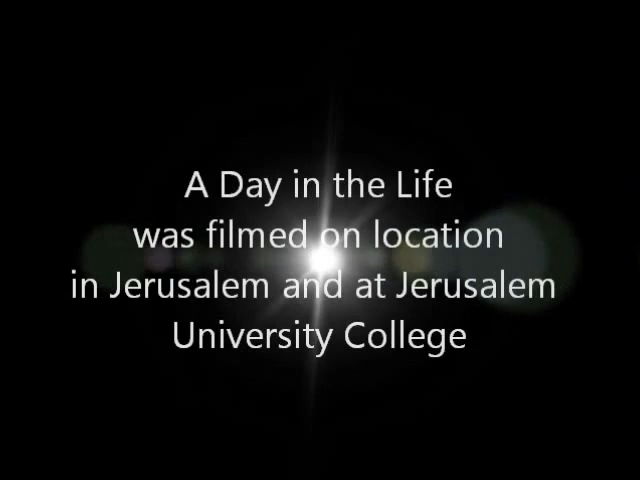 A Day in the Life
was filmed on location
in Jerusalem and at Jerusalem
University College